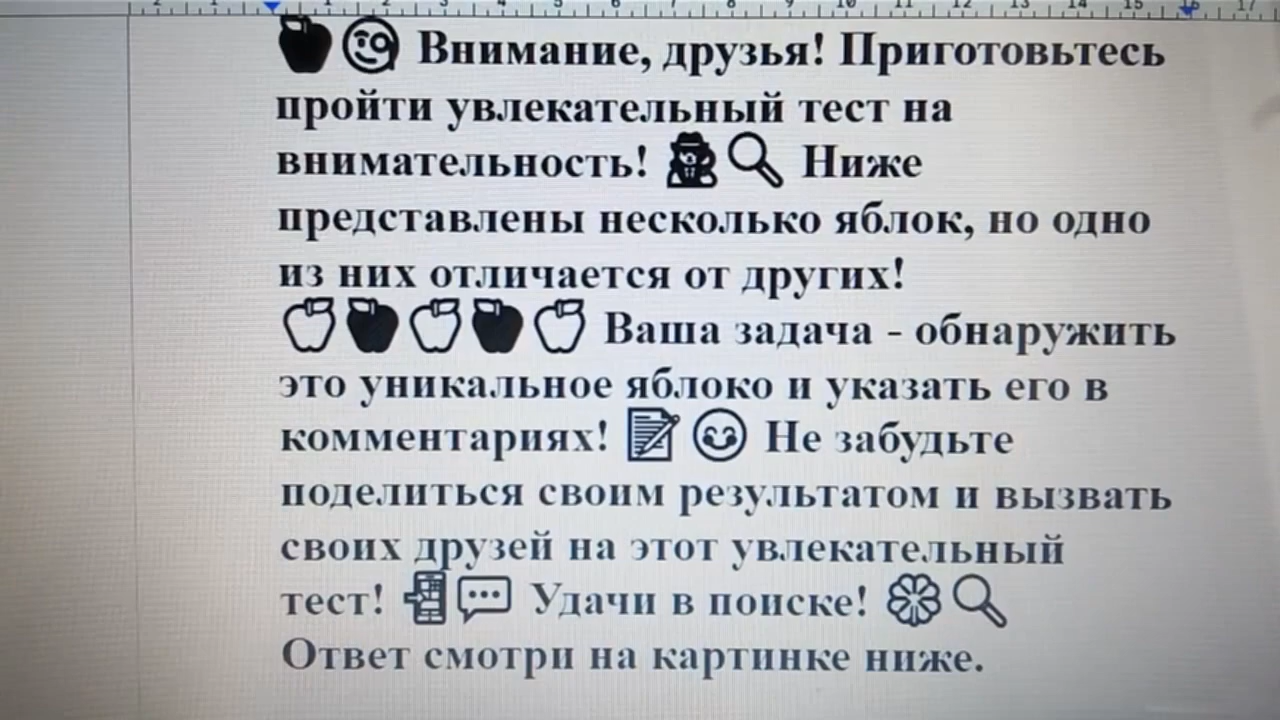 Внимание, друзья! Приготовьтесь
пройти увлекательный тест на
внимательность! Ниже
представлены несколько яблок, но одно
из них отличается от других!
Ваша задача - обнаружить
это уникальное яблоко и указать его в
комментариях! Не забудьте
поделиться своим результатом и вызвать
своих друзей на этот увлекательный
тест! Удачи в поиске!
Ответ смотри на картинке ниже.